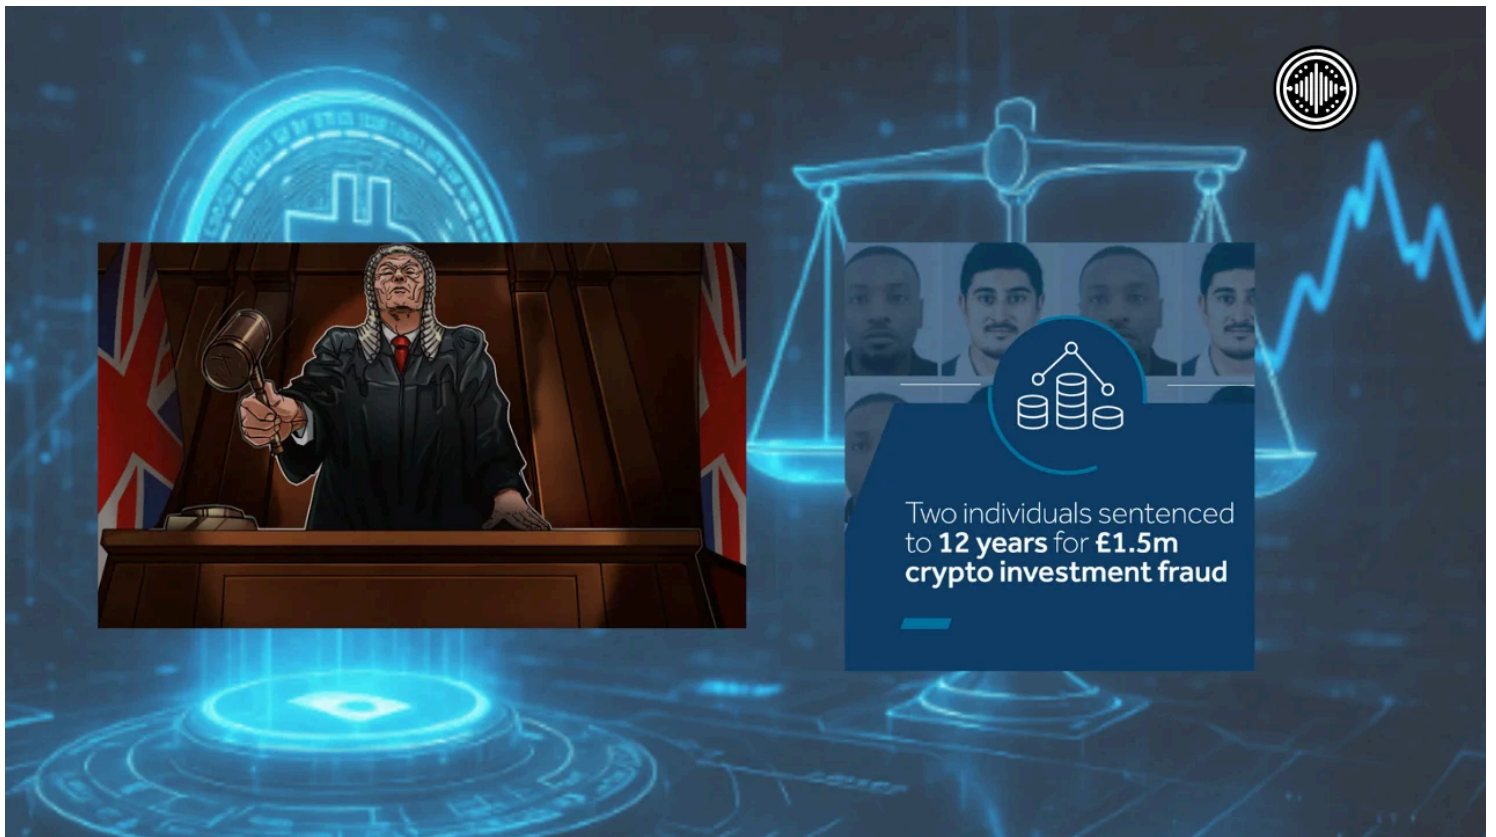 Two individuals sentenced
to 12 years for £1.5m
crypto investment fraud